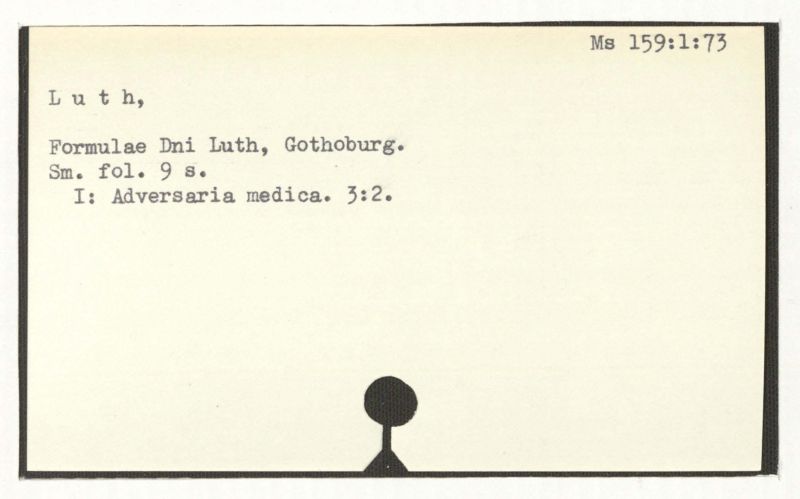 Ms 159:1:73
L u t h,
Formulae Dni Luth, Gothoburg.
Sm. fol. 9 s.
I: Adversaria medica. 3:2.